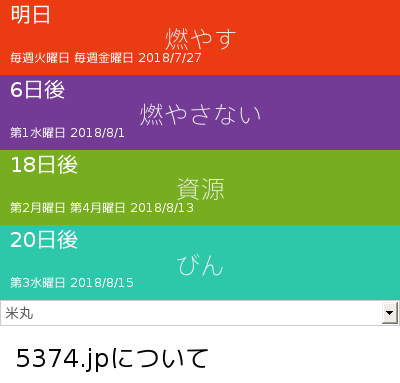 明日
燃やす
毎週火曜日 毎週金曜日 2018/7/27
6日後
燃やさない
第1水曜日 2018/8/1
18日後
資源
第2月曜日 第4月曜日 2018/8/13
20日後
びん
第3水曜日 2018/8/15
米丸
5374.jpについて